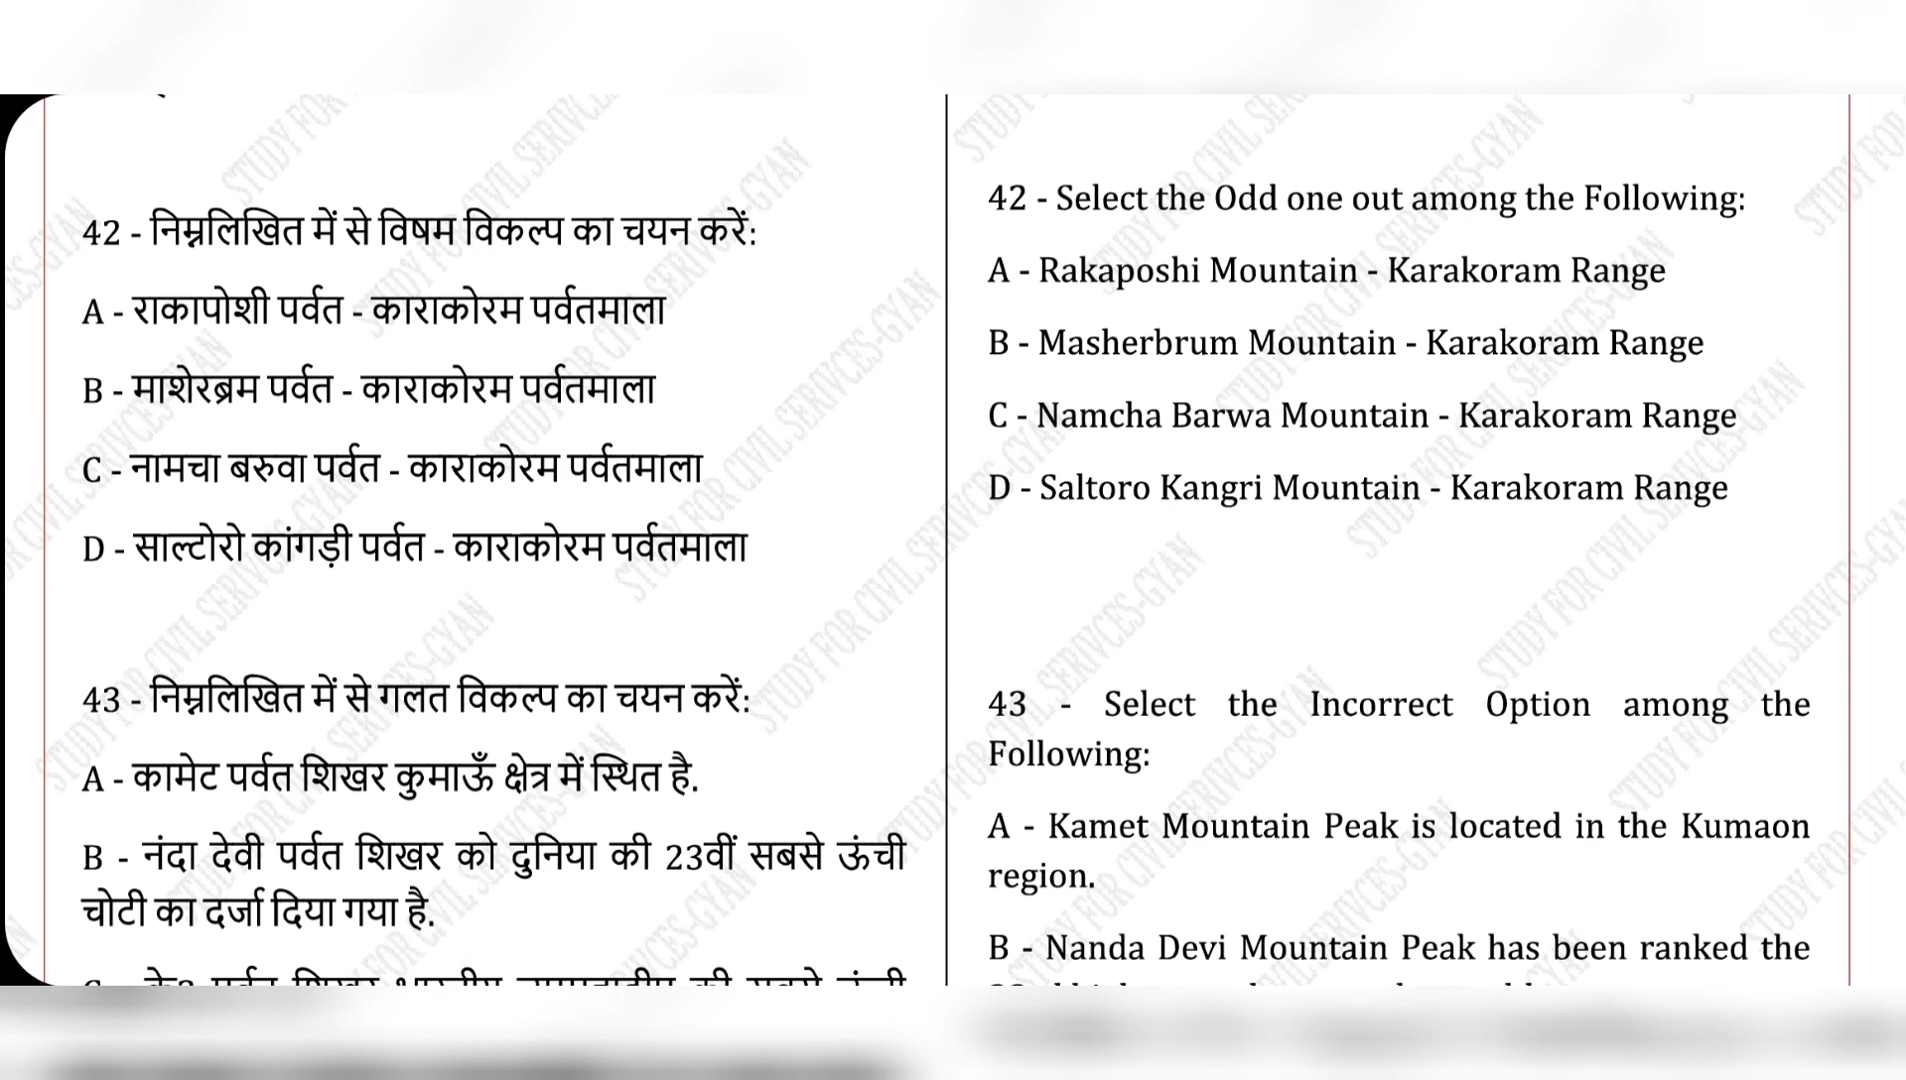 42 - निम्नलिखित में से विषम विकल्प का चयन करें:
A - राकापोशी पर्वत - काराकोरम पर्वतमाला
B - माशेरब्रम पर्वत - काराकोरम पर्वतमाला
C - नामचा बरुवा पर्वत - काराकोरम पर्वतमाला
D - साल्टोरो कांगड़ी पर्वत - काराकोरम पर्वतमाला
43 - निम्नलिखित में से गलत विकल्प का चयन करें:
A - कामेट पर्वत शिखर कुमाऊँ क्षेत्र में स्थित है.
B - नंदा देवी पर्वत शिखर को दुनिया की 23वीं सबसे ऊंची
चोटी का दर्जा दिया गया है.
42 - Select the Odd one out among the Following:
A - Rakaposhi Mountain - Karakoram Range
B - Masherbrum Mountain - Karakoram Range
C - Namcha Barwa Mountain - Karakoram Range
D - Saltoro Kangri Mountain - Karakoram Range
43 - Select the Incorrect Option among the
Following:
A - Kamet Mountain Peak is located in the Kumaon
region.
B - Nanda Devi Mountain Peak has been ranked the
STUDY FOR CIVIL SERIVCES-GYAN